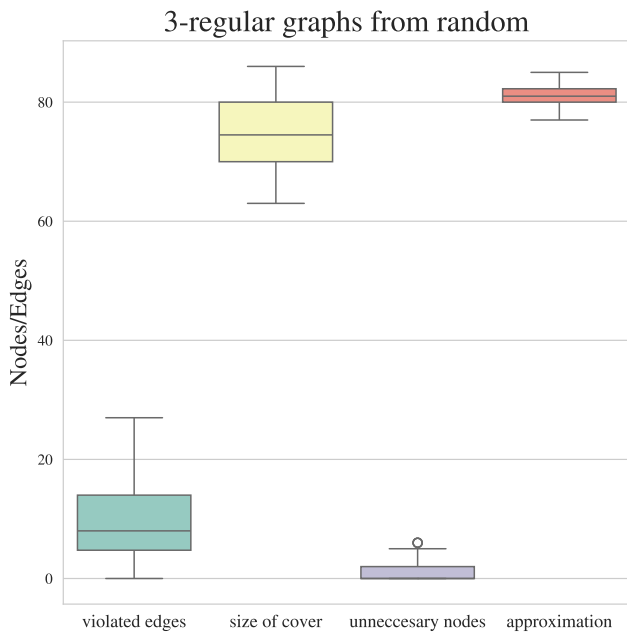 3-regular graphs from random
Nodes/Edges
80
60
40
20
0
violated edges
size of cover
unneccesary nodes
approximation